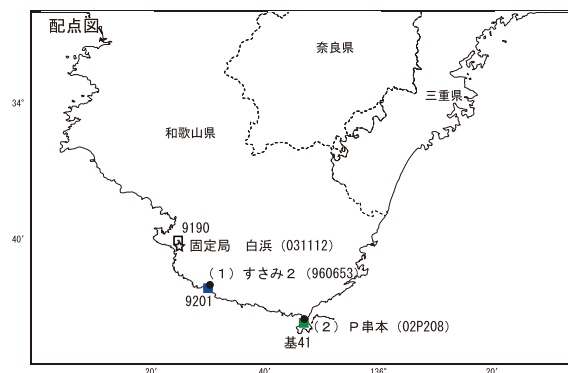 配点図
奈良県
34'
三重県
和歌山県
9190
40'
固定局 白浜（031112）
（１）すさみ２（960653）
9201
（２）Ｐ串本（02P208）
基41
20'
40'
136°
20'